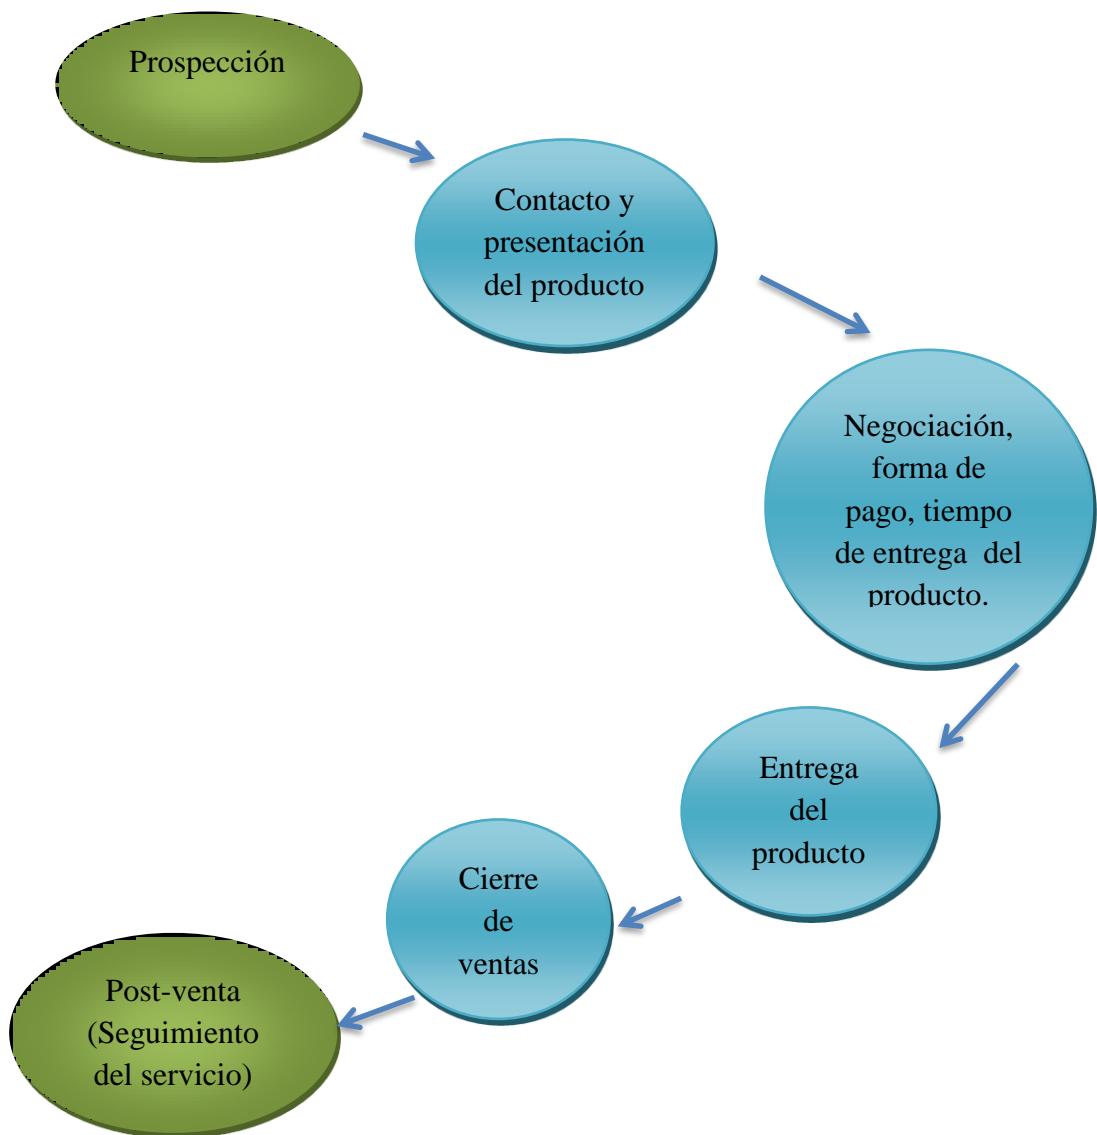 Prospección
Contacto y
presentación
del producto
Negociación,
forma de
pago, tiempo
de entrega  del
producto.
Entrega
del
producto
Cierre
de
ventas
Post-venta
(Seguimiento
del servicio)